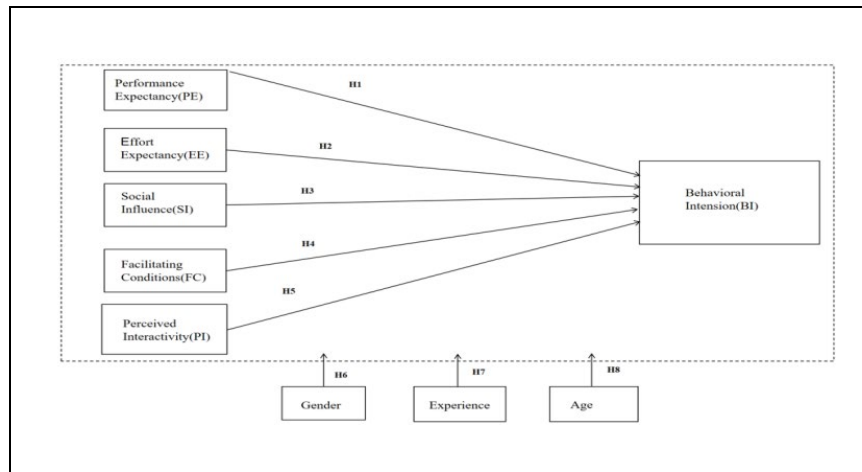 Performance
Expectancy(PE)
H1
Effort
Expectancy(EE)
H2
Social
Influence(SI)
H3
Behavioral
Intension(BI)
Facilitating
Conditions(FC)
H4
H5
Perceived
Interactivity(PI)
H6
H7
H8
Gender
Experience
Age